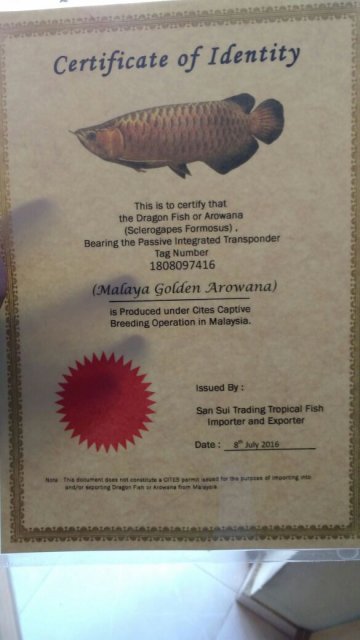 Certificate of Identity
This is to certify that
the Dragon Fish or Arowana
(Sclerogapes Formosus) ,
Bearing the Passive Integrated Transponder
Tag Number
1808097416
(Malaya Golden Arowana)
is Produced under Cites Captive
Breeding Operation in Malaysia.
Issued By :
San Sui Trading Tropical Fish
Importer and Exporter
Date : 8th July 2016
Note : This document does not constitute a CITES permit issued for the purpose of importing into
and/or exporting Dragon Fish or Arowana from Malaysia.